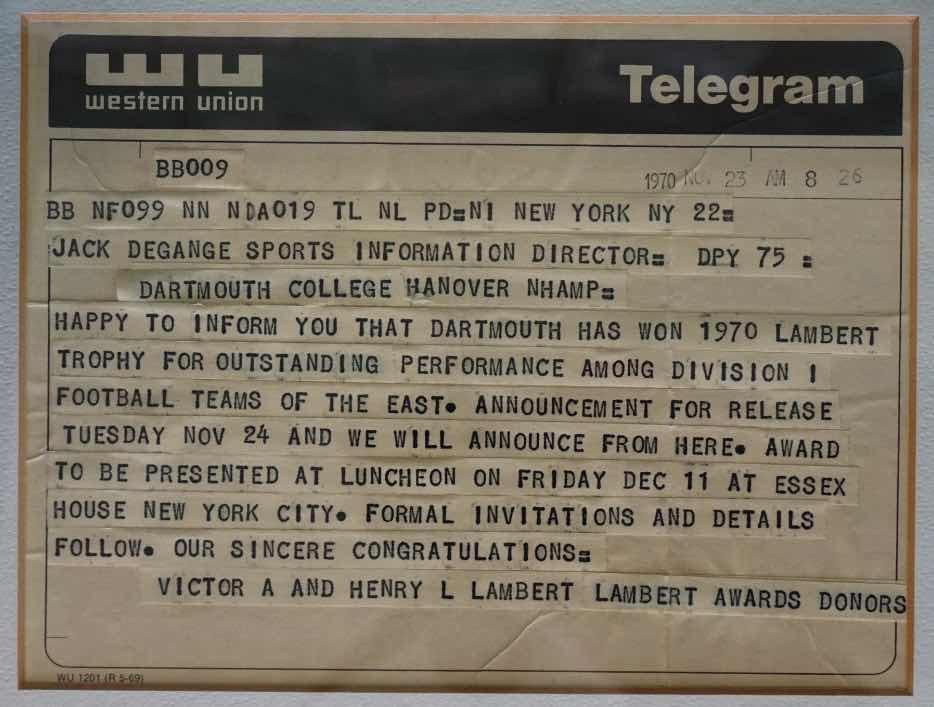 western union
Telegram
BB009
1970 NO. 23 AM 8 26
BB NF099 NN NDA019 TL NL PD=NI NEW YORK NY 22=
JACK DEGANGE SPORTS INFORMATION DIRECTOR= DPY 75 =
DARTMOUTH COLLEGE HANOVER NHAMP=
HAPPY TO INFORM YOU THAT DARTMOUTH HAS WON 1970 LAMBERT
TROPHY FOR OUTSTANDING PERFORMANCE AMONG DIVISION I
FOOTBALL TEAMS OF THE EAST. ANNOUNCEMENT FOR RELEASE
TUESDAY NOV 24 AND WE WILL ANNOUNCE FROM HERE. AWARD
TO BE PRESENTED AT LUNCHEON ON FRIDAY DEC 11 AT ESSEX
HOUSE NEW YORK CITY. FORMAL INVITATIONS AND DETAILS
FOLLOW. OUR SINCERE CONGRATULATIONS=
VICTOR A AND HENRY L LAMBERT LAMBERT AWARDS DONORS
WU 1201 (R 5-69)